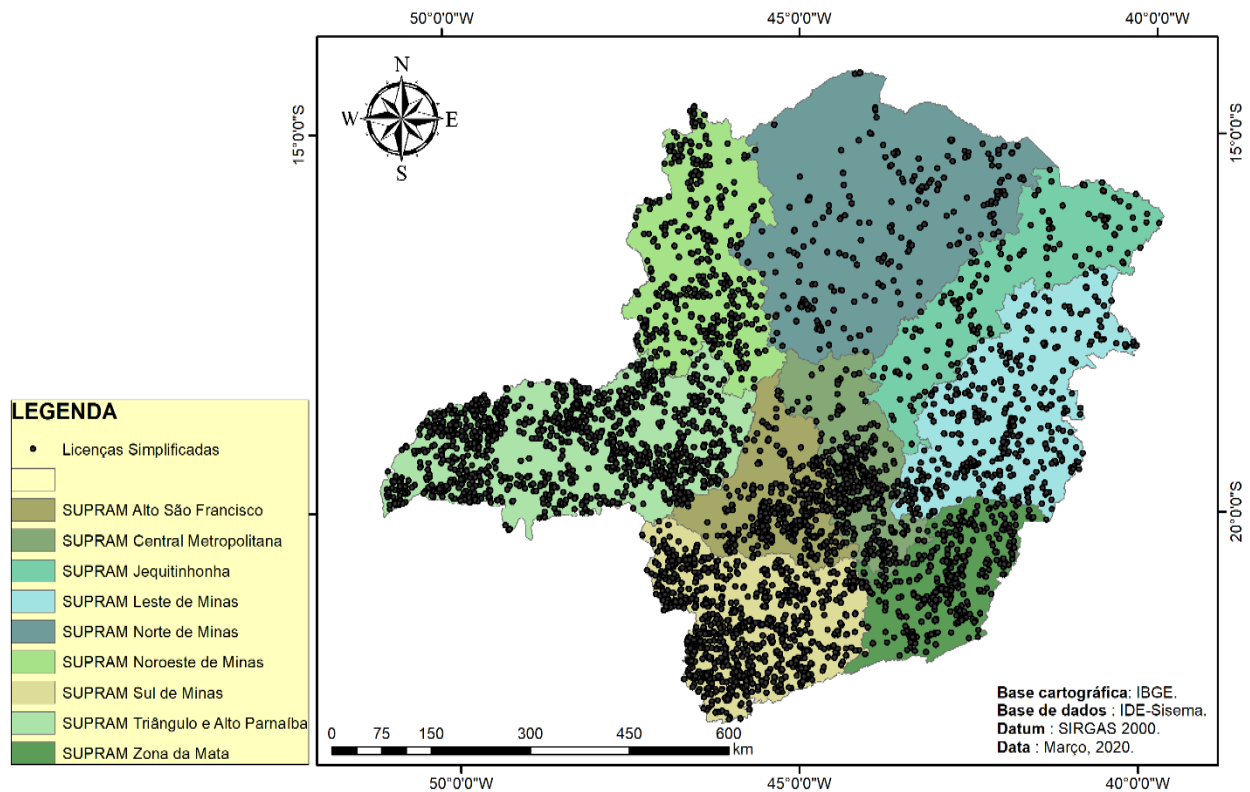 50°0'0"W 45°0'0"W 40°0'0"W
N
W E
S
15°0'0"S 15°0'0"S
LEGENDA
Licenças Simplificadas
SUPRAM Alto São Francisco
SUPRAM Central Metropolitana
SUPRAM Jequitinhonha
SUPRAM Leste de Minas
SUPRAM Norte de Minas
SUPRAM Noroeste de Minas
SUPRAM Sul de Minas
SUPRAM Triângulo e Alto Parnaíba
SUPRAM Zona da Mata
20°0'0"S
Base cartográfica: IBGE.
Base de dados : IDE-Sisema.
Datum : SIRGAS 2000.
Data : Março, 2020.
0 75 150 300 450 600
km
50°0'0"W 45°0'0"W 40°0'0"W